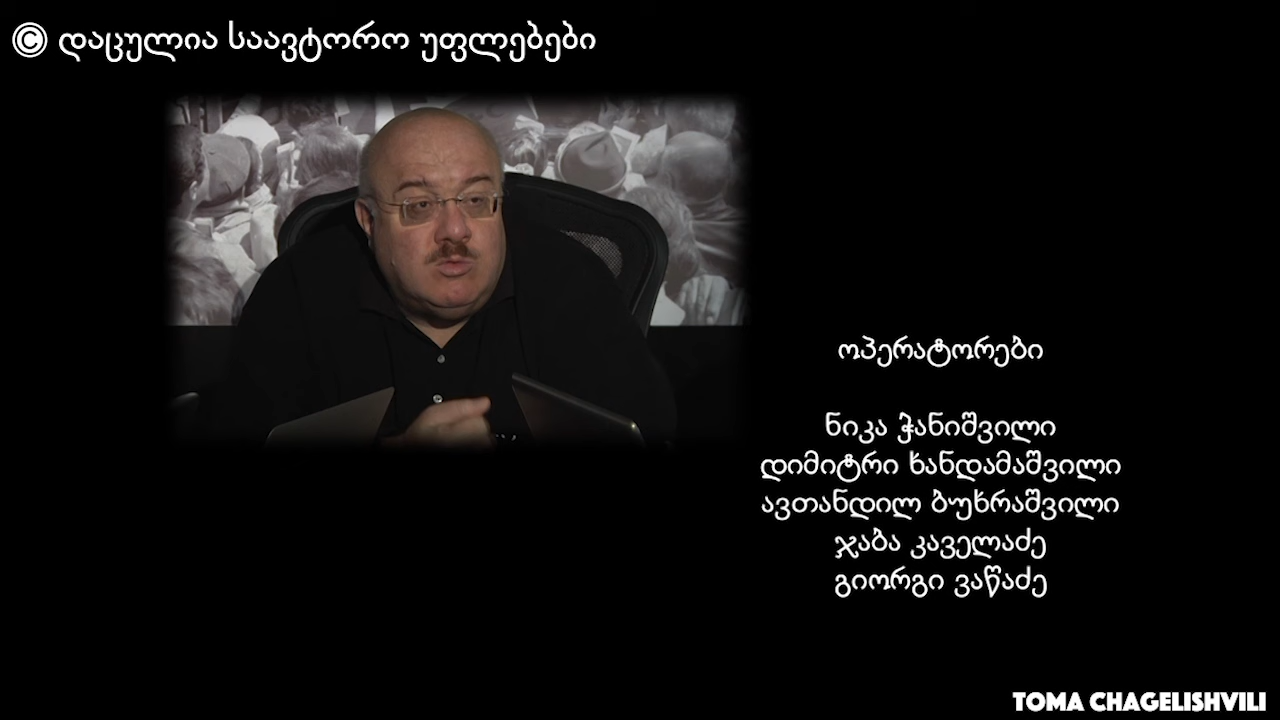 © დაცულია საავტორო უფლებები
ოპერატორები
ნიკა ჭანიშვილი
დიმიტრი ხანდამაშვილი
ავთანდილ ბუხრაშვილი
ჯაბა კაველაძე
გიორგი ვაწაძე
TOMA CHAGELISHVILI